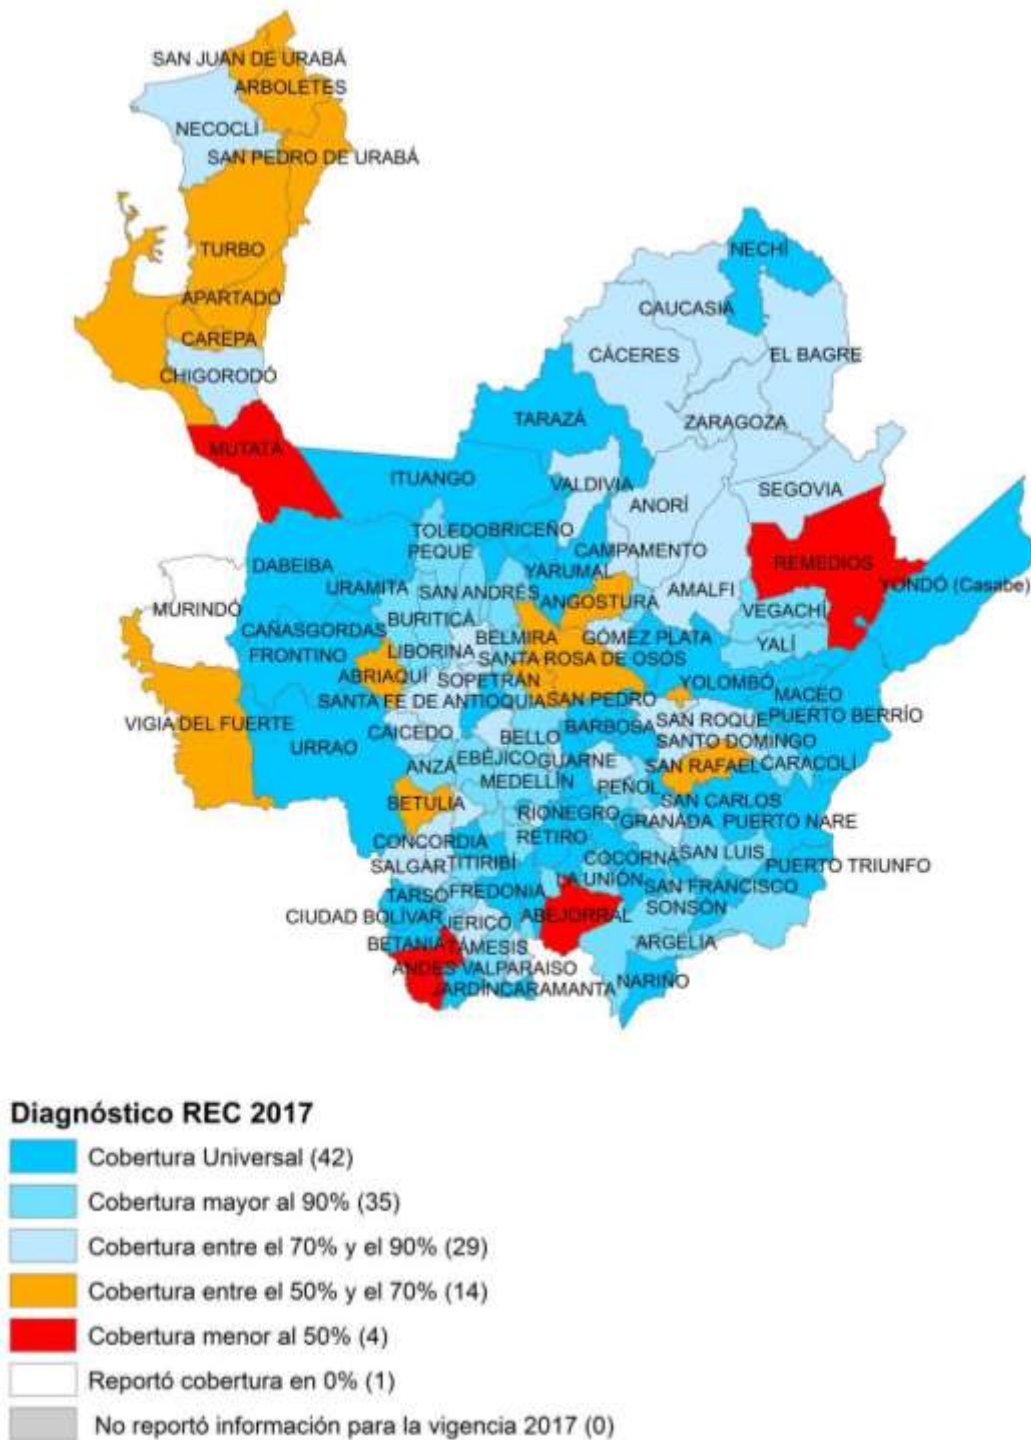 SAN JUAN DE URABÁ
ARBOLETES
NECOCLÍ
SAN PEDRO DE URABÁ
TURBO
NECHÍ
APARTADÓ
CAUCASIA
CAREPA
CÁCERES
EL BAGRE
CHIGORODÓ
TARAZÁ
ZARAGOZA
MUTATÁ
ITUANGO
VALDIVIA
SEGOVIA
ANORÍ
TOLEDO
BRICEÑO
PEQUE
CAMPAMENTO
DABEIBA
REMEDIOS
YARUMAL
URAMITA
SAN ANDRÉS
ANGOSTURA
AMALFI
YONDÓ (Casabe)
MURINDÓ
VEGACHÍ
BURITICÁ
CAÑASGORDAS
BELMIRA
GÓMEZ PLATA
YALÍ
FRONTINO
LIBORINA
SANTA ROSA DE OSOS
ABRIAQUÍ
SOPETRÁN
YOLOMBÓ
SANTA FE DE ANTIOQUIA
SAN PEDRO
MACEO
VIGIA DEL FUERTE
SAN ROQUE
PUERTO BERRÍO
CAICEDO
BELLO
BARBOSA
SANTO DOMINGO
URRAO
EBÉJICO
GUARNE
ANZÁ
SAN RAFAEL
CARACOLÍ
MEDELLÍN
PEÑOL
BETULIA
SAN CARLOS
RIONEGRO
GRANADA
PUERTO NARE
CONCORDIA
RETIRO
SALGAR
TITIRIBÍ
COCORNÁ
SAN LUIS
PUERTO TRIUNFO
LA UNIÓN
TARSO
FREDONIA
SAN FRANCISCO
CIUDAD BOLÍVAR
JERICÓ
ABEJORRAL
SONSÓN
BETANIA
TÁMESIS
ARGELIA
ANDES
VALPARAISO
JARDÍN
CARAMANTA
NARIÑO
Diagnóstico REC 2017
Cobertura Universal (42)
Cobertura mayor al 90% (35)
Cobertura entre el 70% y el 90% (29)
Cobertura entre el 50% y el 70% (14)
Cobertura menor al 50% (4)
Reportó cobertura en 0% (1)
No reportó información para la vigencia 2017 (0)